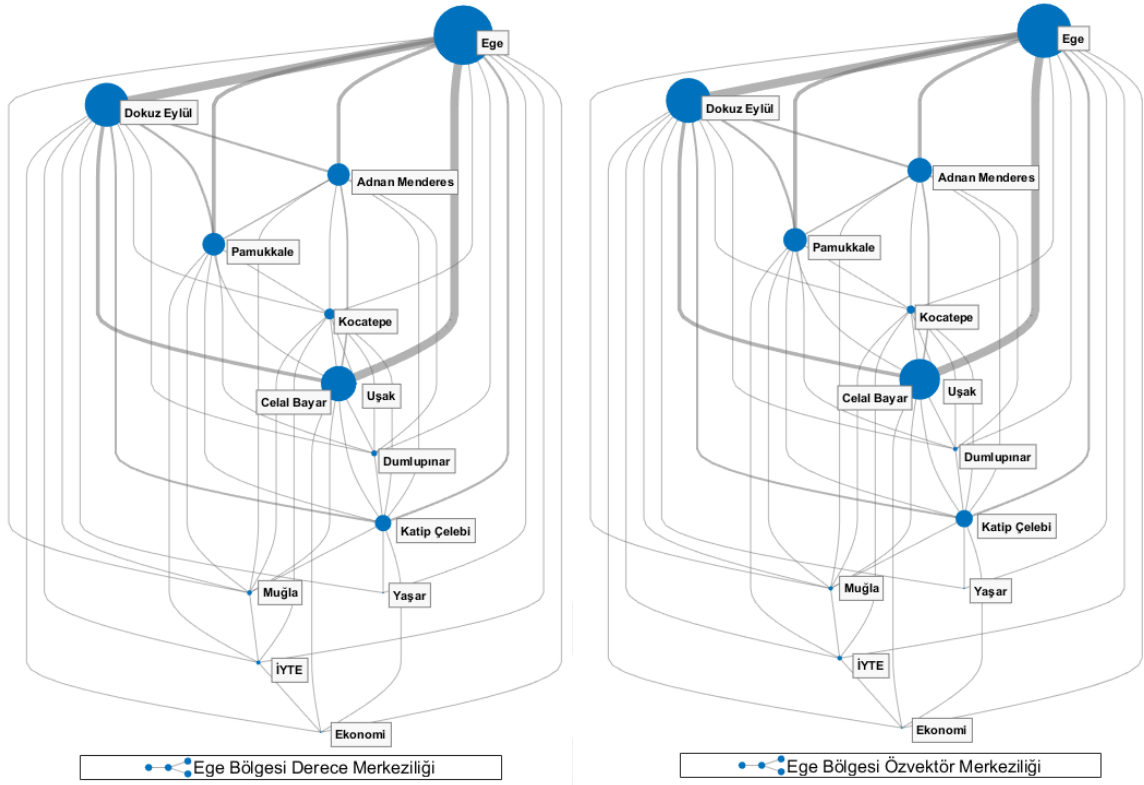 Ege
Dokuz Eylül
Adnan Menderes
Pamukkale
Kocatepe
Celal Bayar
Uşak
Dumlupınar
Katip Çelebi
Muğla
Yaşar
İYTE
Ekonomi
Ege Bölgesi Derece Merkeziliği
Ege
Dokuz Eylül
Adnan Menderes
Pamukkale
Kocatepe
Celal Bayar
Uşak
Dumlupınar
Katip Çelebi
Muğla
Yaşar
İYTE
Ekonomi
Ege Bölgesi Özvektör Merkeziliği